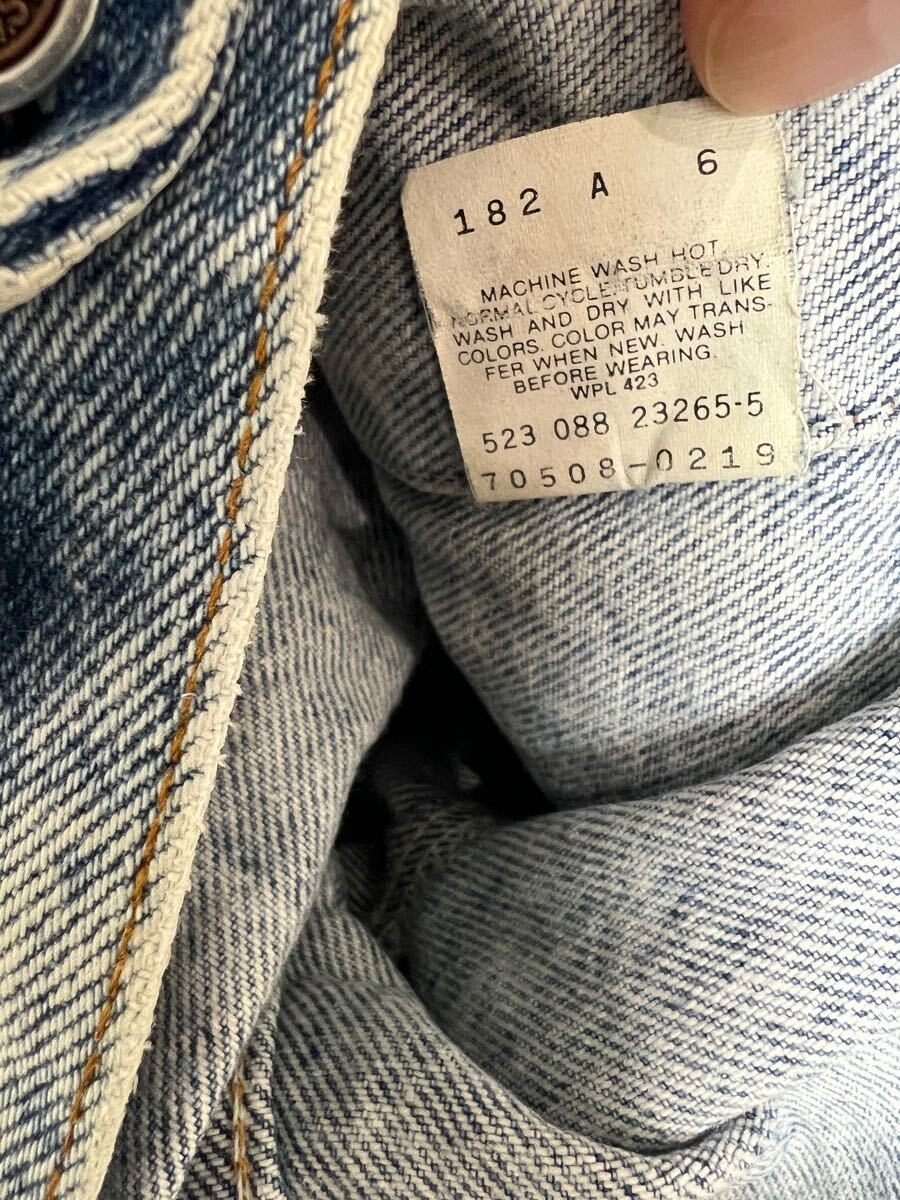 182 A 6
MACHINE WASH HOT
NORMAL CYCLE. TUMBLE DRY.
WASH AND DRY WITH LIKE
COLORS. COLOR MAY TRANS-
FER WHEN NEW. WASH
BEFORE WEARING.
WPL 423
523 088 23265-5
70508-0219